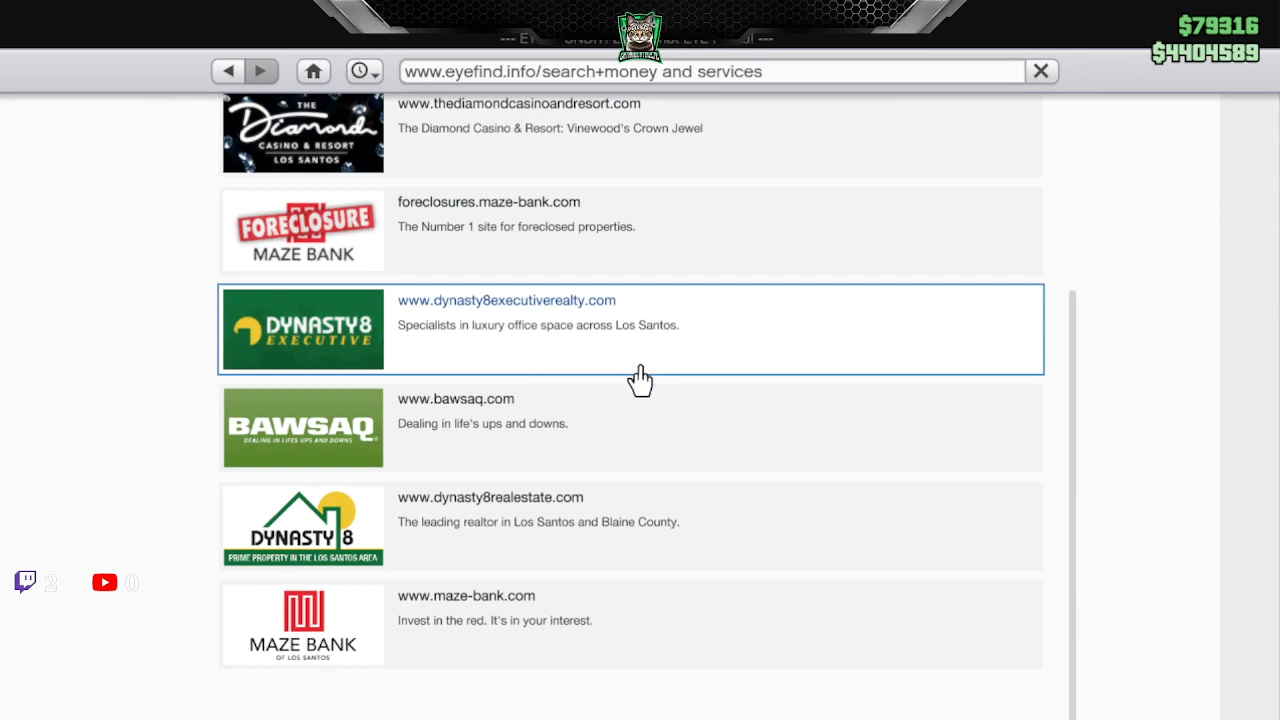 $79316
$4404589
www.eyefind.info/search+money and services
THE
Diamond
CASINO & RESORT
LOS SANTOS
www.thediamondcasinoandresort.com
The Diamond Casino & Resort: Vinewood's Crown Jewel
FORECLOSURE
MAZE BANK
foreclosures.maze-bank.com
The Number 1 site for foreclosed properties.
DYNASTY8
EXECUTIVE
www.dynasty8executiverealty.com
Specialists in luxury office space across Los Santos.
BAWSAQ
DEALING IN LIFES UPS AND DOWNS
www.bawsaq.com
Dealing in life's ups and downs.
DYNASTY 8
PRIME PROPERTY IN THE LOS SANTOS AREA
www.dynasty8realestate.com
The leading realtor in Los Santos and Blaine County.
2 0
MAZE BANK
OF LOS SANTOS
www.maze-bank.com
Invest in the red. It's in your interest.